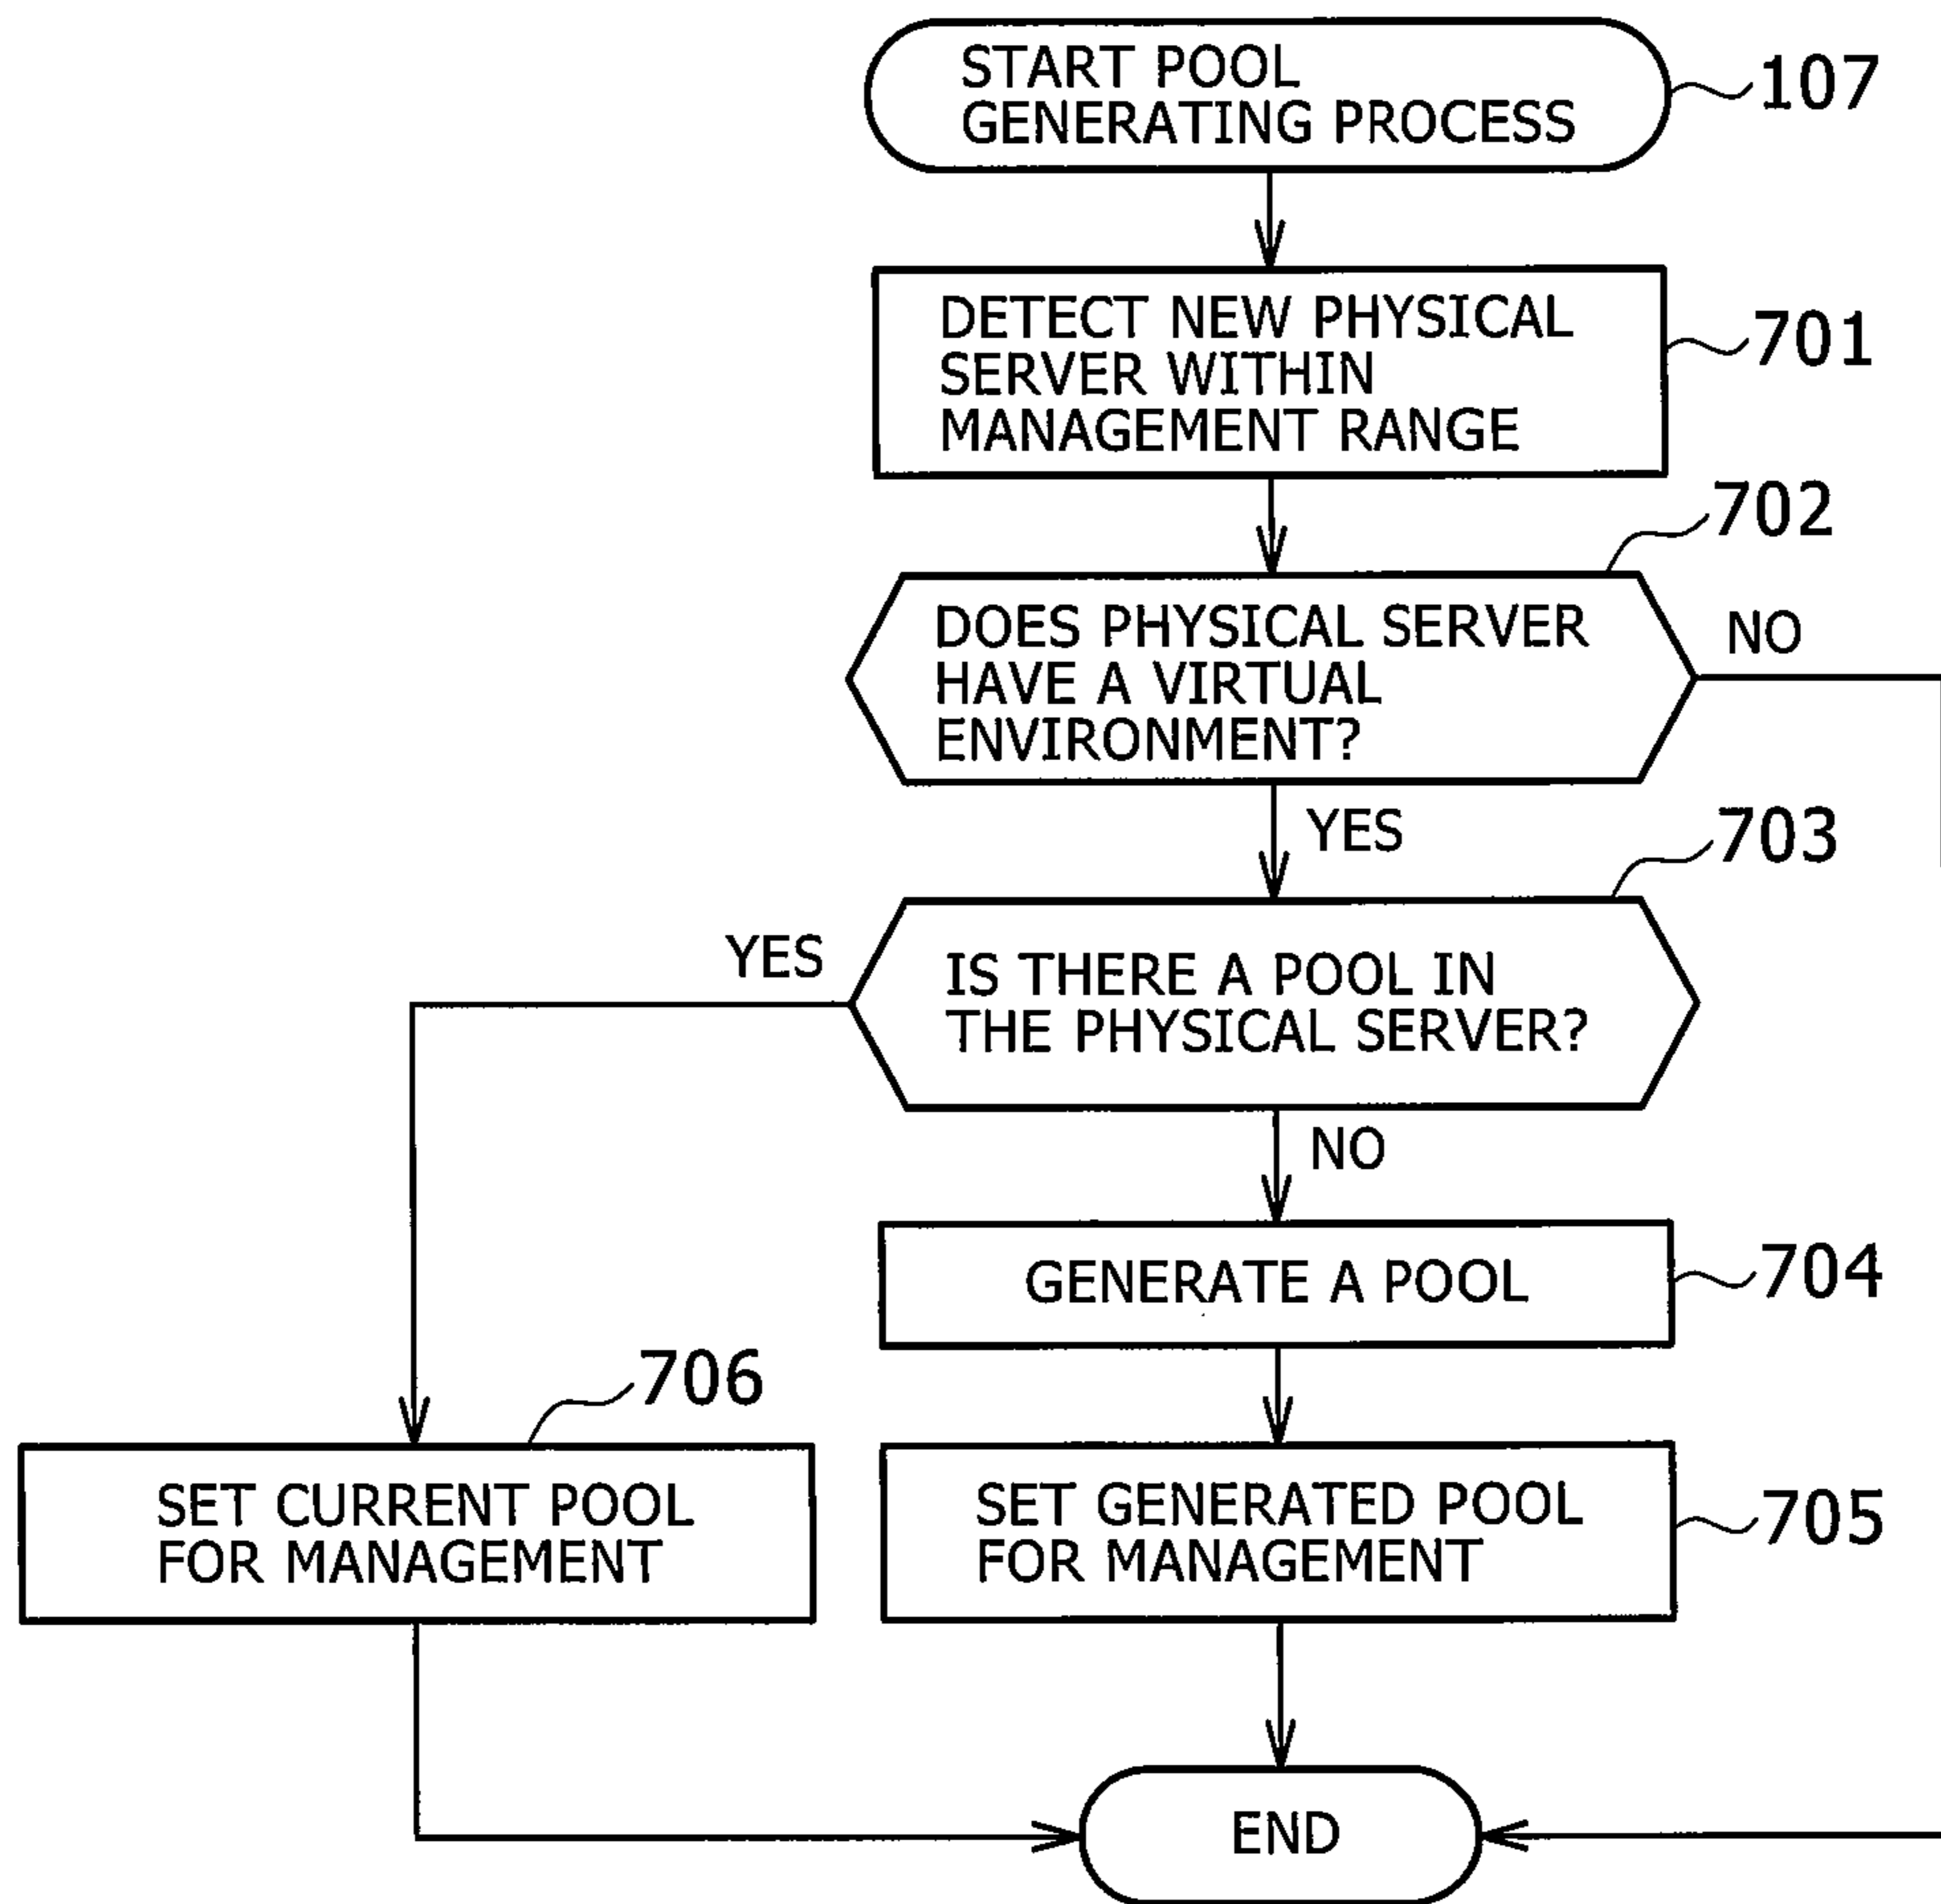 START POOL
GENERATING PROCESS
107
DETECT NEW PHYSICAL
SERVER WITHIN
MANAGEMENT RANGE
701
702
DOES PHYSICAL SERVER
HAVE A VIRTUAL
ENVIRONMENT?
NO
YES
703
YES
IS THERE A POOL IN
THE PHYSICAL SERVER?
NO
GENERATE A POOL
704
706
SET CURRENT POOL
FOR MANAGEMENT
SET GENERATED POOL
FOR MANAGEMENT
705
END